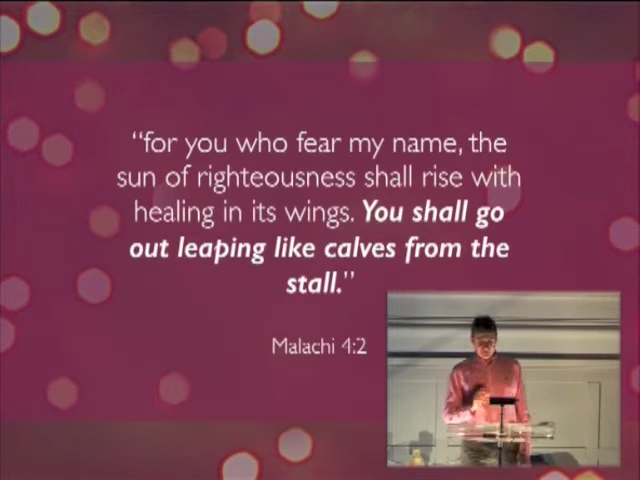 “for you who fear my name, the
sun of righteousness shall rise with
healing in its wings. You shall go
out leaping like calves from the
stall.”
Malachi 4:2